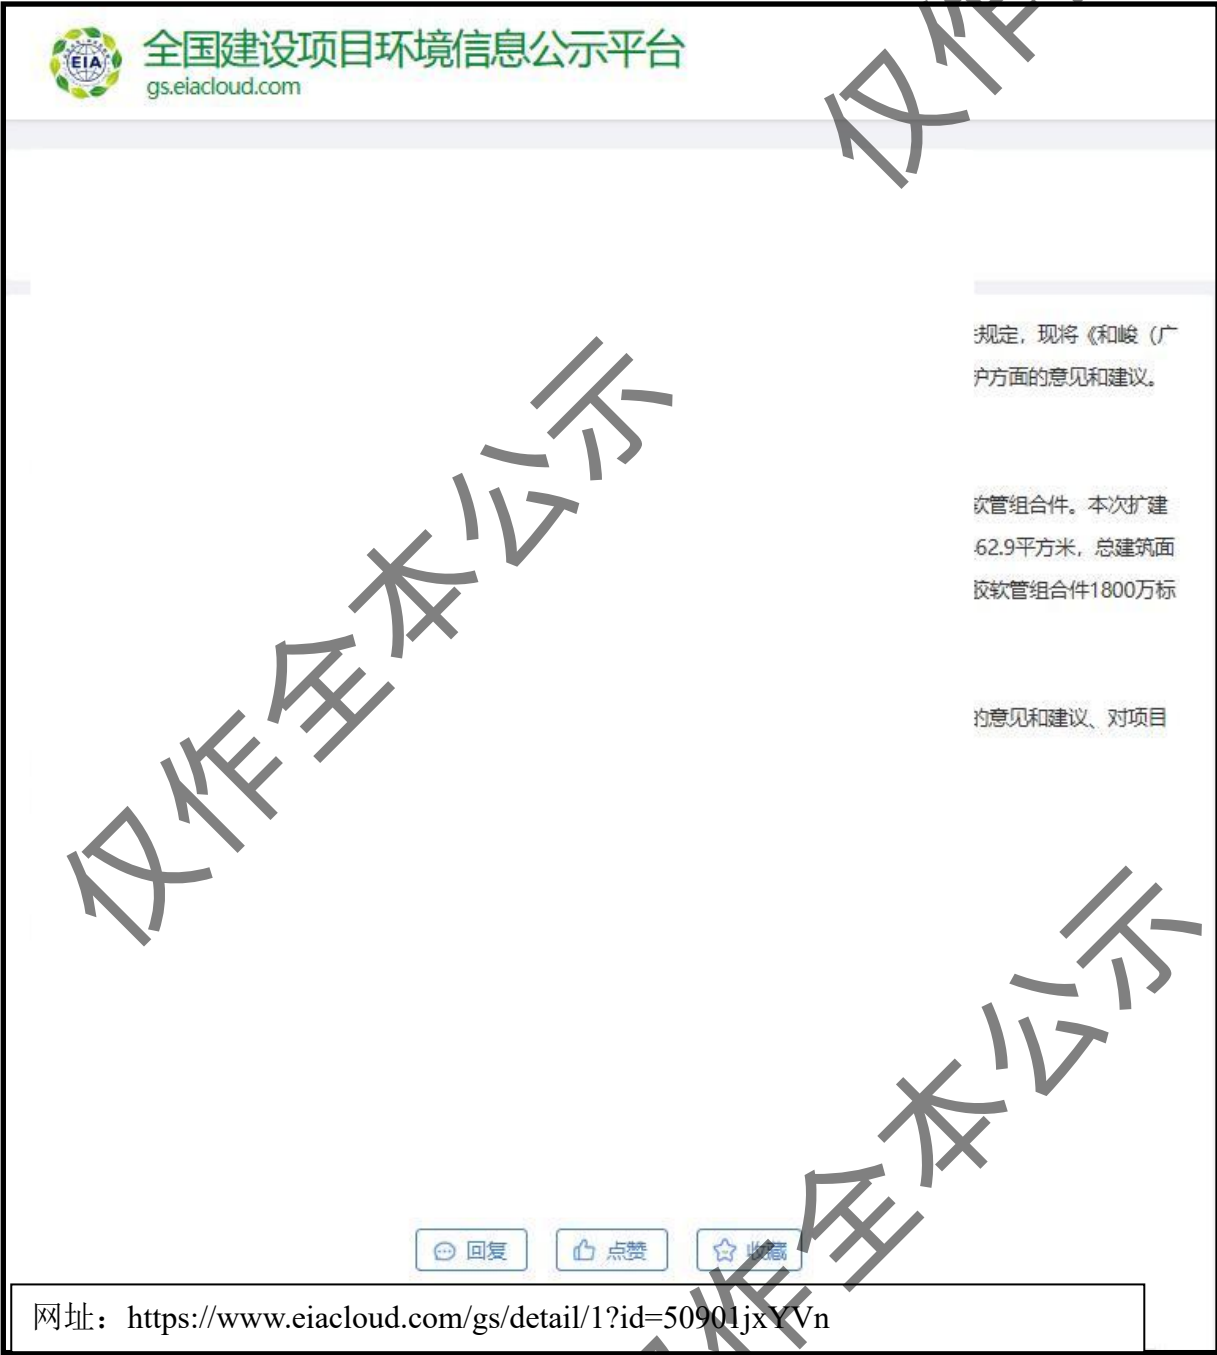 全国建设项目环境信息公示平台
gs.eiacloud.com
规定，现将《和峻（广
护方面的意见和建议。
软管组合件。本次扩建
62.9平方米，总建筑面
胶软管组合件1800万标
的意见和建议、对项目
仅作全本公示
仅作全本公示
回复
点赞
收藏
网址：https://www.eiacloud.com/gs/detail/1?id=50901jxYVn